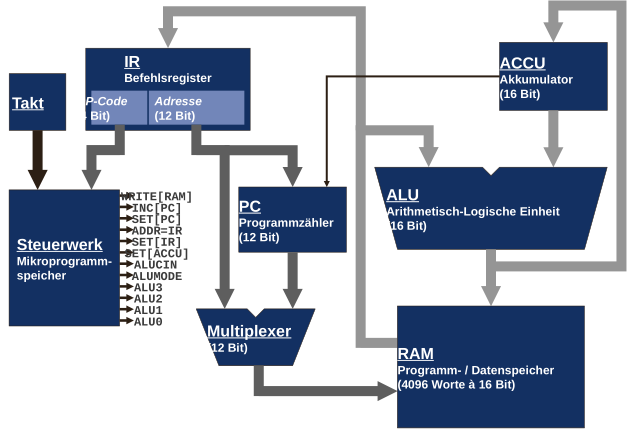 IR
Befehlsregister
P-Code
Bit)
Adresse
(12 Bit)
ACCU
Akkumulator
(16 Bit)
Takt
Steuerwerk
Mikroprogramm-
speicher
WRITE[RAM]
INC[PC]
SET[PC]
ADDR=IR
SET[IR]
SET[ACCU]
ALUCIN
ALUMODE
ALU3
ALU2
ALU1
ALU0
PC
Programmzähler
(12 Bit)
ALU
Arithmetisch-Logische Einheit
16 Bit)
Multiplexer
12 Bit)
RAM
Programm- / Datenspeicher
(4096 Worte à 16 Bit)